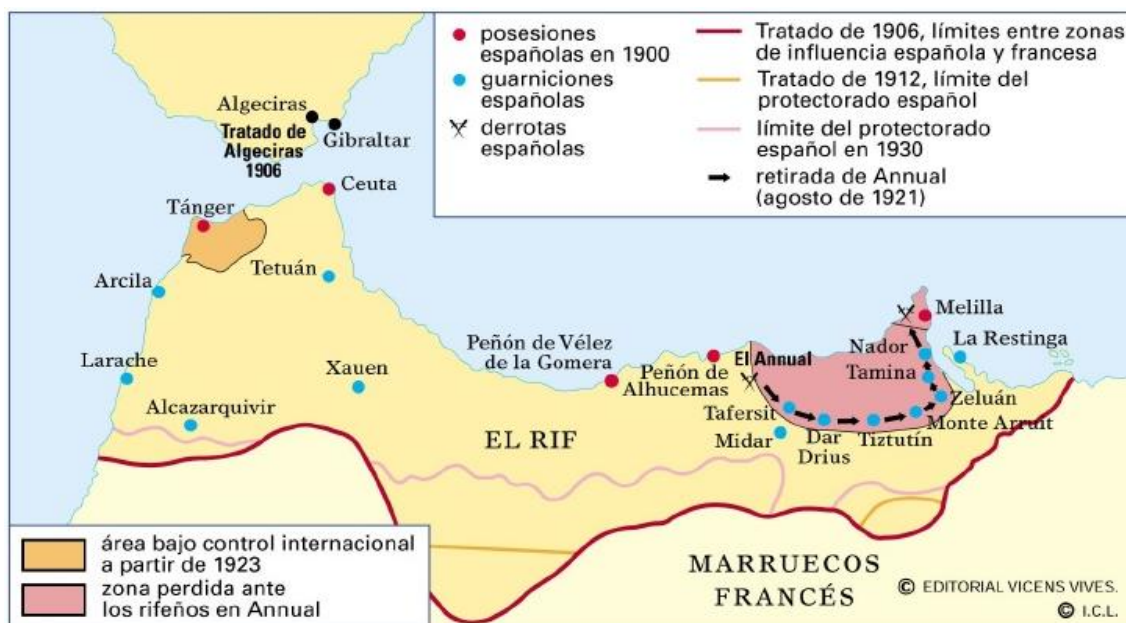 posesiones
españolas en 1900
guarniciones
españolas
derrotas
españolas
Tratado de 1906, límites entre zonas
de influencia española y francesa
Tratado de 1912, límite del
protectorado español
límite del protectorado
español en 1930
retirada de Annual
(agosto de 1921)
Algeciras
Tratado de
Algeciras
1906
Gibraltar
Ceuta
Tánger
Tetuán
Arcila
Larache
Xauen
Alcazarquivir
Peñón de Vélez
de la Gomera
Peñón de
Alhucemas
El Annual
Melilla
La Restinga
Nador
Tamina
Zeluán
Monte Arruit
Tafersit
Midar
Dar
Drius
Tiztutín
EL RIF
MARRUECOS
FRANCÉS
área bajo control internacional
a partir de 1923
zona perdida ante
los rifeños en Annual
© EDITORIAL VICENS VIVES.
© I.C.L.